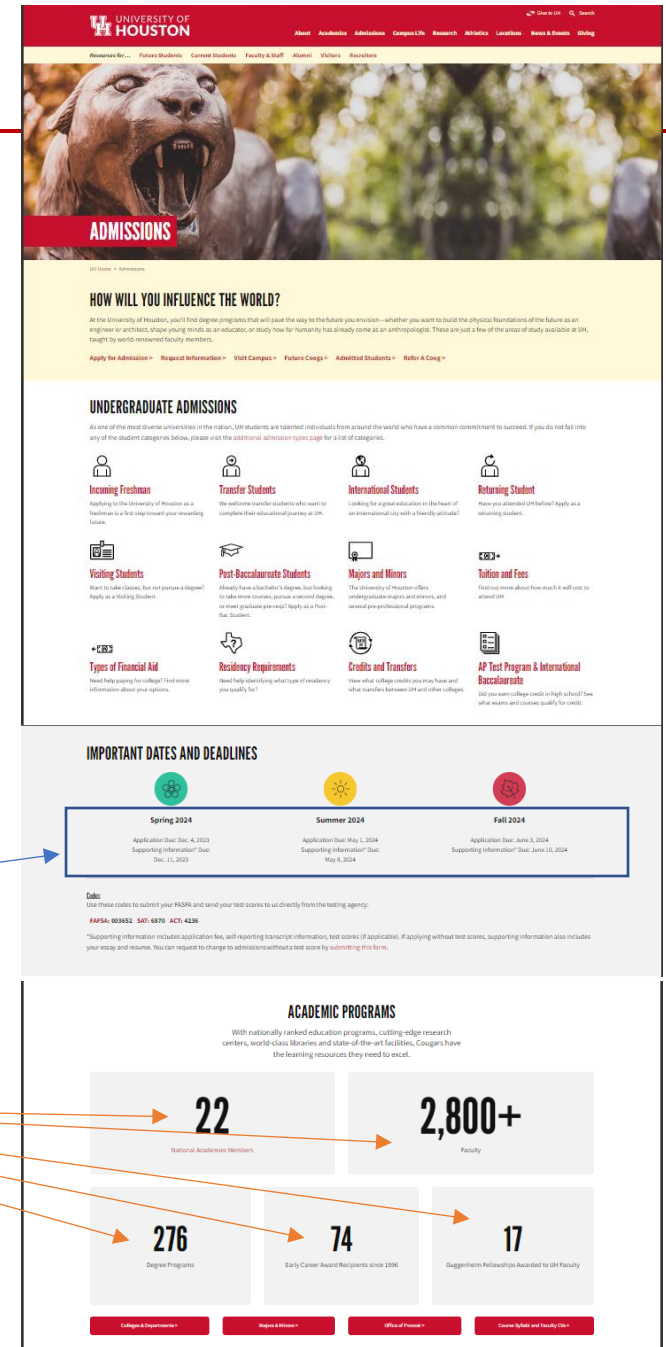 Give to UH Search
UNIVERSITY OF
HOUSTON
About Academics Admissions Campus Life Research Athletics Locations News & Events Giving
Resources for... Future Students Current Students Faculty & Staff Alumni Visitors Recruiters
ADMISSIONS
UH Home > Admissions
HOW WILL YOU INFLUENCE THE WORLD?
At the University of Houston, you'll find degree programs that will pave the way to the future you envision—whether you want to build the physical foundations of the future as an
engineer or architect, shape young minds as an educator, or study how far humanity has already come as an anthropologist. These are just a few of the areas of study available at UH,
taught by world-renowned faculty members.
Apply for Admission » Request Information » Visit Campus » Future Coogs » Admitted Students » Refer A Coog »
UNDERGRADUATE ADMISSIONS
As one of the most diverse universities in the nation, UH students are talented individuals from around the world who have a common commitment to succeed. If you do not fall into
any of the student categories below, please visit the additional admission types page for a list of categories.
Incoming Freshman
Applying to the University of Houston as a
freshman is a first step toward your rewarding
future.
Transfer Students
We welcome transfer students who want to
complete their educational journey at UH.
International Students
Looking for a great education in the heart of
an international city with a friendly attitude?
Returning Student
Have you attended UH before? Apply as a
returning student.
Visiting Students
Want to take classes, but not pursue a degree?
Apply as a Visiting Student.
Post-Baccalaureate Students
Already have a bachelor's degree, but looking
to take more courses, pursue a second degree,
or meet graduate pre-reqs? Apply as a Post-
Bac Student.
Majors and Minors
The University of Houston offers
undergraduate majors and minors, and
several pre-professional programs.
Tuition and Fees
Find out more about how much it will cost to
attend UH.
Types of Financial Aid
Need help paying for college? Find more
information about your options.
Residency Requirements
Need help identifying what type of residency
you qualify for?
Credits and Transfers
View what college credits you may have and
what transfers between UH and other colleges.
AP Test Program & International
Baccalaureate
Did you earn college credit in high school? See
what exams and courses qualify for credit.
IMPORTANT DATES AND DEADLINES
Spring 2024
Application Due: Dec. 4, 2023
Supporting Information* Due:
Dec. 11, 2023
Summer 2024
Application Due: May 1, 2024
Supporting Information* Due:
May 8, 2024
Fall 2024
Application Due: June 3, 2024
Supporting Information* Due: June 10, 2024
Codes
Use these codes to submit your FASFA and send your test scores to us directly from the testing agency:
FAFSA: 003652 SAT: 6870 ACT: 4236
*Supporting information includes application fee, self-reporting transcript information, test scores (if applicable). If applying without test scores, supporting information also includes
your essay and resume. You can request to change to admissions without a test score by submitting this form.
ACADEMIC PROGRAMS
With nationally ranked education programs, cutting-edge research
centers, world-class libraries and state-of-the-art facilities, Cougars have
the learning resources they need to excel.
22
National Academies Members
2,800+
Faculty
276
Degree Programs
74
Early Career Award Recipients since 1996
17
Guggenheim Fellowships Awarded to UH Faculty
Colleges & Departments »
Majors & Minors »
Office of Provost »
Course Syllabi and Faculty CVs »